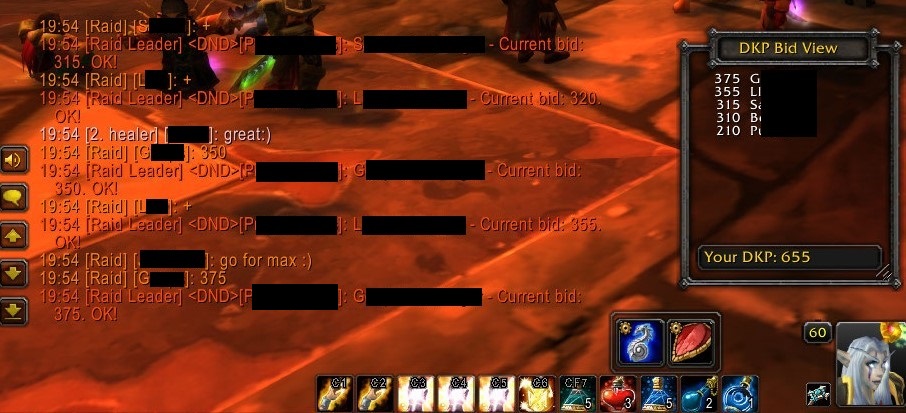 19:54 [Raid] [S]: +
19:54 [Raid Leader] <DND>[P]: S - Current bid:
315. OK!
19:54 [Raid] [L]: +
19:54 [Raid Leader] <DND>[P]: L - Current bid: 320.
OK!
19:54 [2. healer] []: great:)
19:54 [Raid] [G]: 350
19:54 [Raid Leader] <DND>[P]: G - Current bid:
350. OK!
19:54 [Raid] [L]: +
19:54 [Raid Leader] <DND>[P]: L - Current bid: 355.
OK!
19:54 [Raid] []: go for max :)
19:54 [Raid] [G]: 375
19:54 [Raid Leader] <DND>[P]: G - Current bid:
375. OK!
DKP Bid View
375 G
355 Ll
315 Sa
310 Be
210 Pu
Your DKP: 655
60
C1 C2 C3 C4 C5 C6 CF7
5 3 5 2